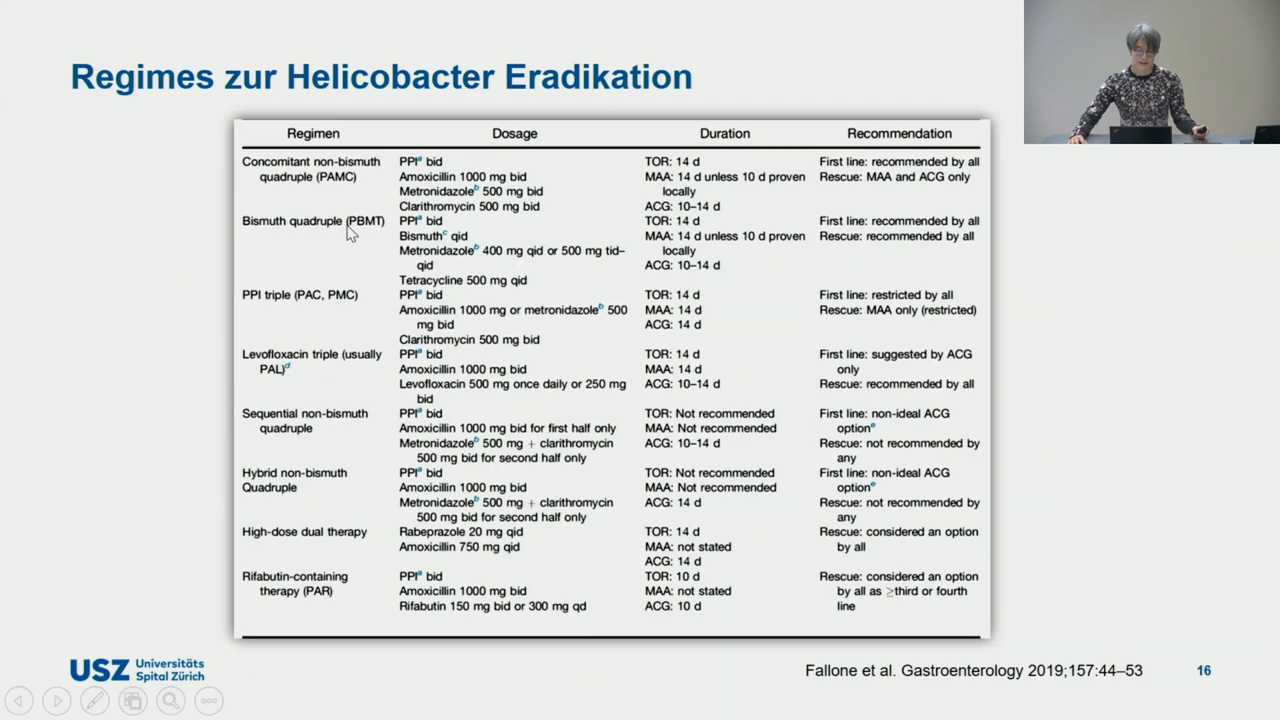 Regimes zur Helicobacter Eradikation
Regimen Dosage Duration Recommendation
Concomitant non-bismuth PPIᵃ bid TOR: 14 d First line: recommended by all
quadruple (PAMC) Amoxicillin 1000 mg bid MAA: 14 d unless 10 d proven Rescue: MAA and ACG only
Metronidazoleᵇ 500 mg bid locally
Clarithromycin 500 mg bid ACG: 10–14 d
Bismuth quadruple (PBMT) PPIᵃ bid TOR: 14 d First line: recommended by all
Bismuthᶜ qid MAA: 14 d unless 10 d proven Rescue: recommended by all
Metronidazoleᵇ 400 mg qid or 500 mg tid– locally
qid ACG: 10–14 d
Tetracycline 500 mg qid
PPI triple (PAC, PMC) PPIᵃ bid TOR: 14 d First line: restricted by all
Amoxicillin 1000 mg or metronidazoleᵇ 500 MAA: 14 d Rescue: MAA only (restricted)
mg bid ACG: 14 d
Clarithromycin 500 mg bid
Levofloxacin triple (usually PPIᵃ bid TOR: 14 d First line: suggested by ACG
PAL)ᵈ Amoxicillin 1000 mg bid MAA: 14 d only
Levofloxacin 500 mg once daily or 250 mg ACG: 10–14 d Rescue: recommended by all
bid
Sequential non-bismuth PPIᵃ bid TOR: Not recommended First line: non-ideal ACG
quadruple Amoxicillin 1000 mg bid for first half only MAA: Not recommended optionᵉ
Metronidazoleᵇ 500 mg + clarithromycin ACG: 10–14 d Rescue: not recommended by
500 mg bid for second half only any
Hybrid non-bismuth PPIᵃ bid TOR: Not recommended First line: non-ideal ACG
Quadruple Amoxicillin 1000 mg bid MAA: Not recommended optionᵉ
Metronidazoleᵇ 500 mg + clarithromycin ACG: 14 d Rescue: not recommended by
500 mg bid for second half only any
High-dose dual therapy Rabeprazole 20 mg qid TOR: 14 d Rescue: considered an option
Amoxicillin 750 mg qid MAA: not stated by all
ACG: 14 d
Rifabutin-containing PPIᵃ bid TOR: 10 d Rescue: considered an option
therapy (PAR) Amoxicillin 1000 mg bid MAA: not stated by all as ≥third or fourth
Rifabutin 150 mg bid or 300 mg qd ACG: 10 d line
USZ Universitäts
Spital Zürich
Fallone et al. Gastroenterology 2019;157:44–53 16